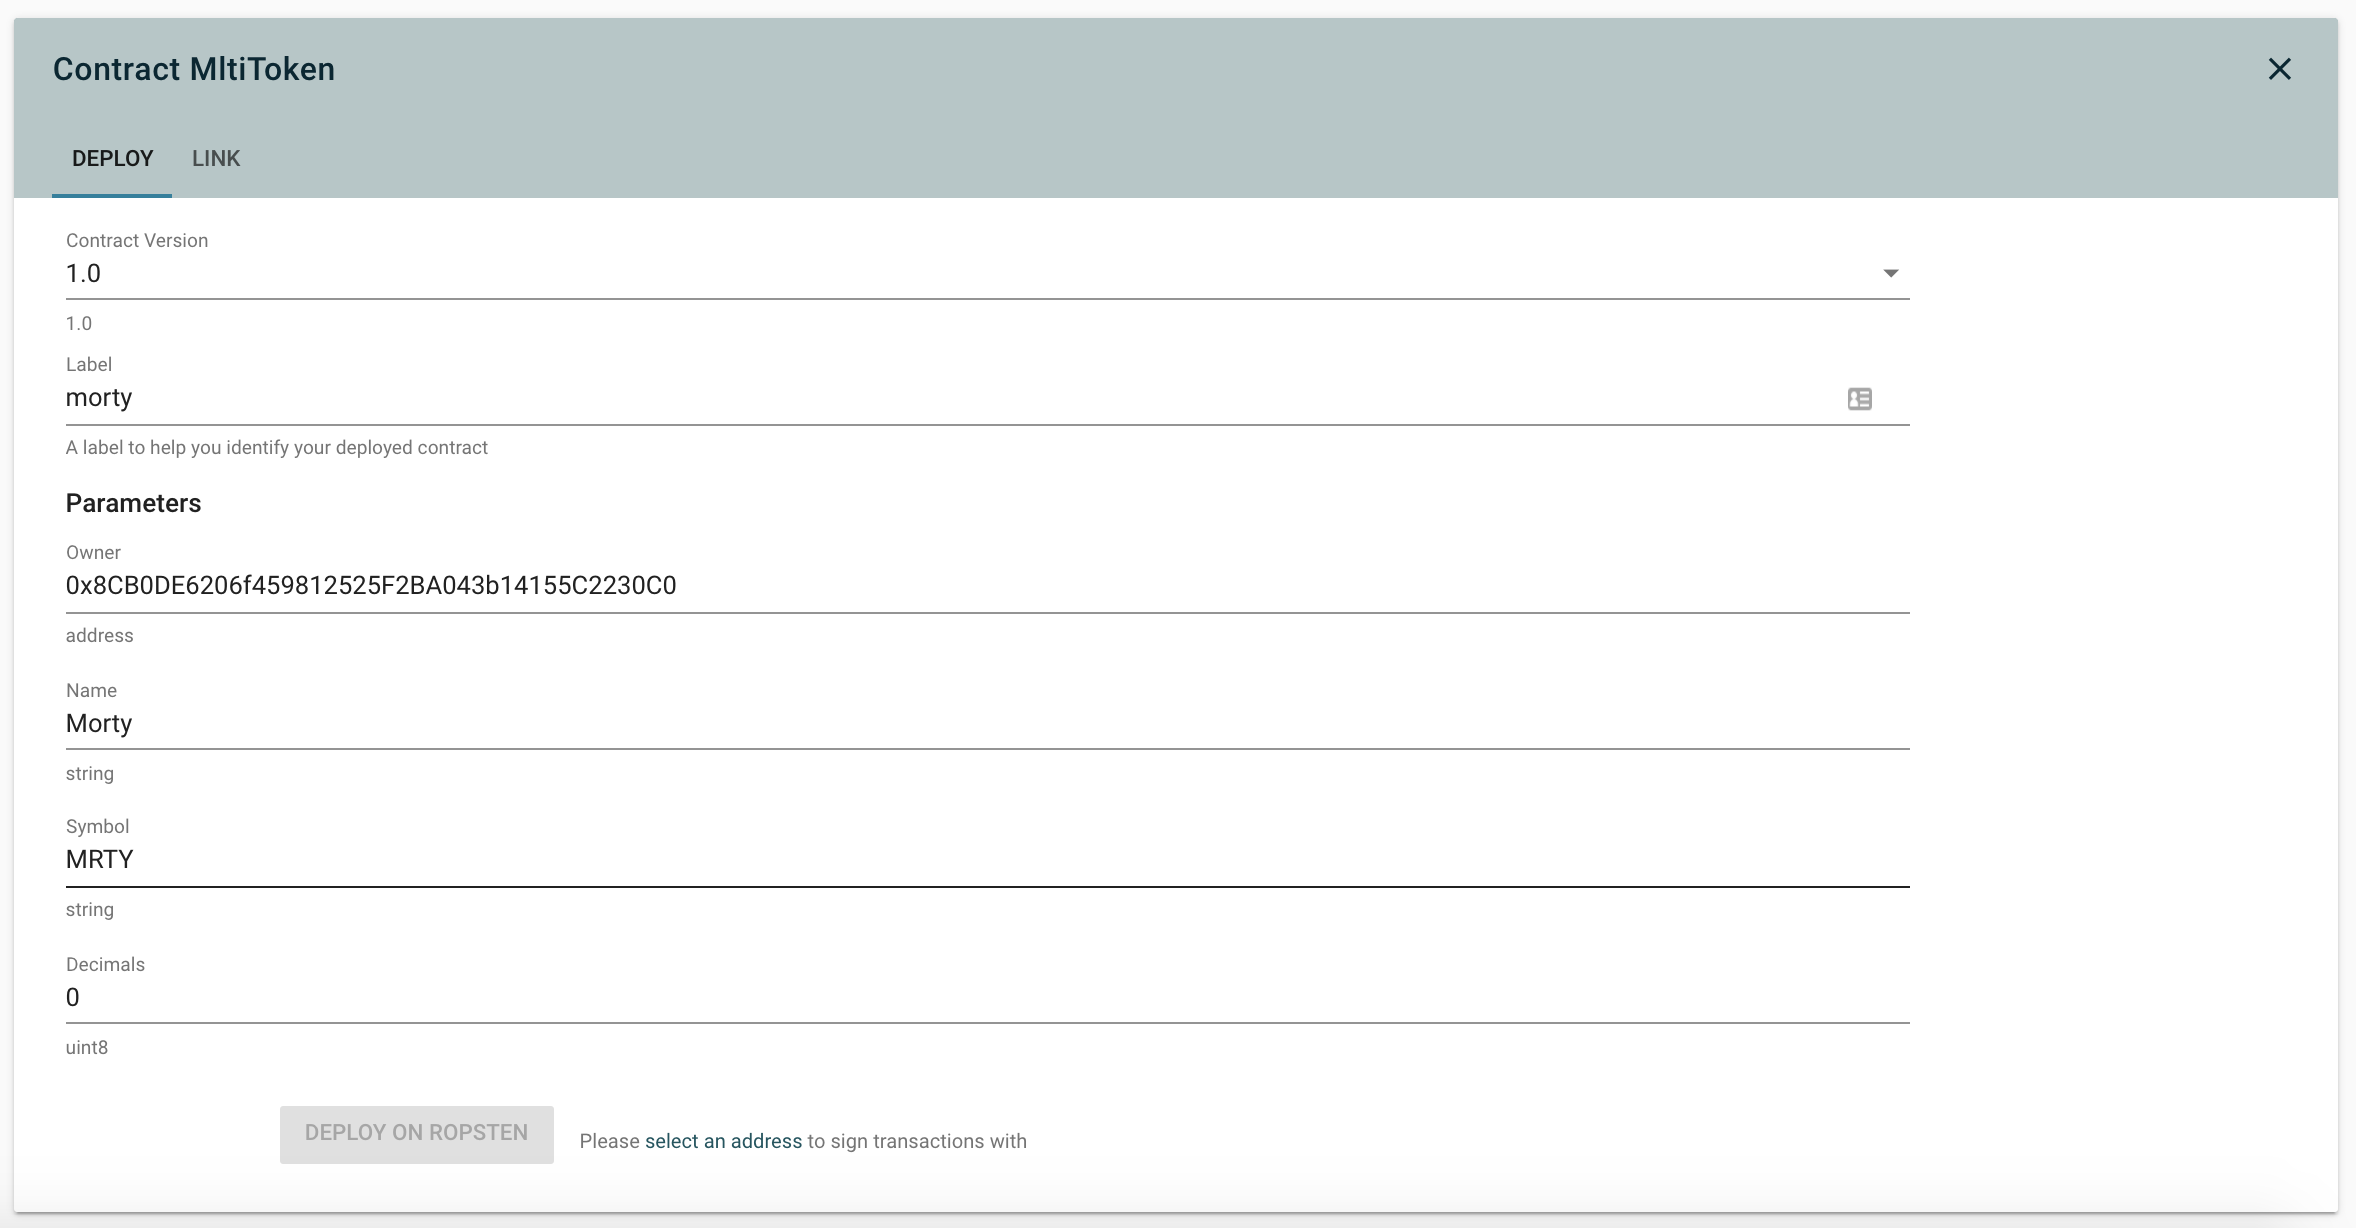 Contract MltiToken
DEPLOY LINK
Contract Version
1.0
1.0
Label
morty
A label to help you identify your deployed contract
Parameters
Owner
0x8CB0DE6206f459812525F2BA043b14155C2230C0
address
Name
Morty
string
Symbol
MRTY
string
Decimals
0
uint8
DEPLOY ON ROPSTEN Please select an address to sign transactions with